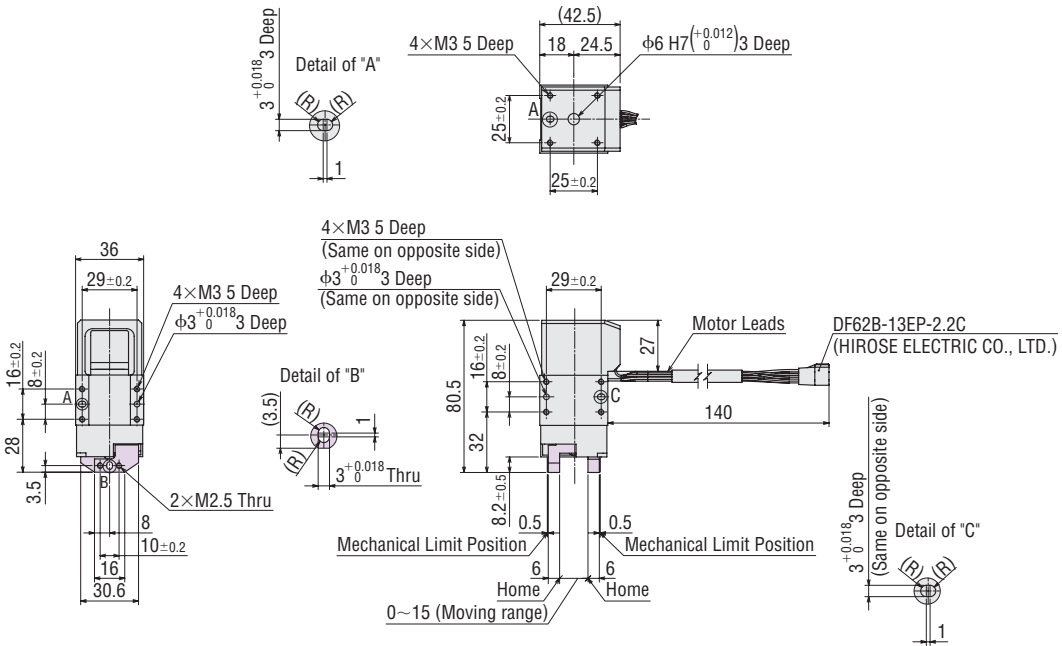 (42.5)
18
24.5
4×M3 5 Deep
φ6 H7(+0.012 0)3 Deep
A
25±0.2
25±0.2
3 +0.018 0 3 Deep
Detail of "A"
(R)
(R)
1
36
29±0.2
4×M3 5 Deep
φ3 +0.018 0 3 Deep
16±0.2
8±0.2
A
28
3.5
B
2×M2.5 Thru
8
10±0.2
16
30.6
Detail of "B"
(3.5)
(R)
(R)
1
3 +0.018 0 Thru
4×M3 5 Deep
(Same on opposite side)
φ3 +0.018 0 3 Deep
(Same on opposite side)
29±0.2
80.5
16±0.2
8±0.2
32
8.2±0.5
C
27
Motor Leads
DF62B-13EP-2.2C
(HIROSE ELECTRIC CO., LTD.)
140
0.5
0.5
Mechanical Limit Position
Mechanical Limit Position
6
6
Home
Home
0~15 (Moving range)
3 +0.018 0 3 Deep
(Same on opposite side)
Detail of "C"
(R)
(R)
1